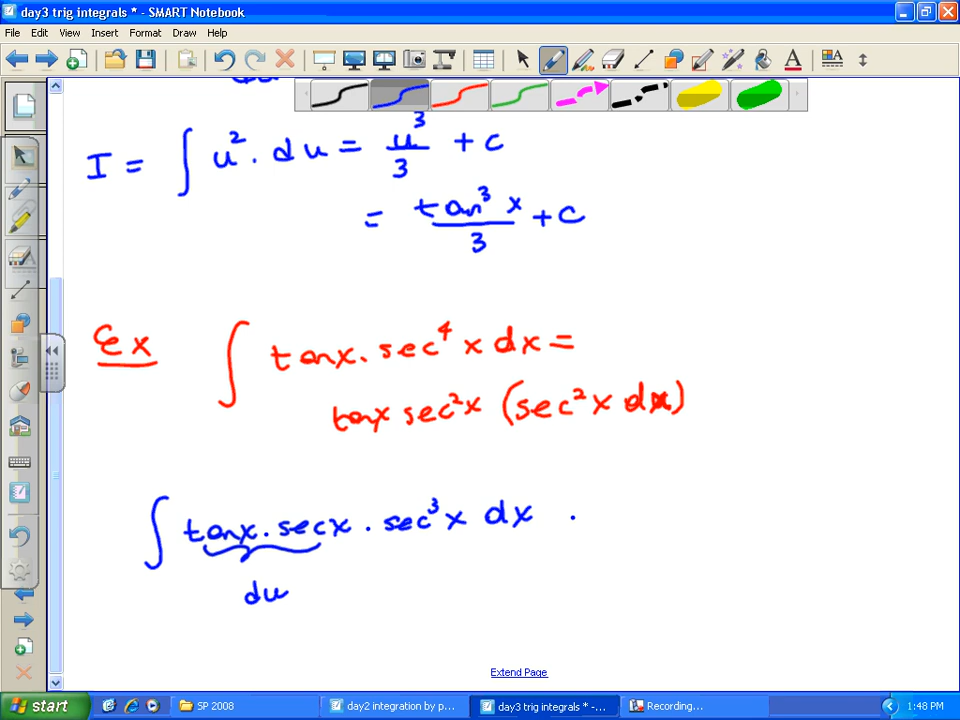 day3 trig integrals * - SMART Notebook
File Edit View Insert Format Draw Help
I = ∫ u². du = u³/3 + c
= tan³ x/3 + c
Ex ∫ tanx. sec⁴ x dx =
tanx sec²x (sec² x dx)
∫ tanx. secx . sec³ x dx .
du
Extend Page
start SP 2008 day2 integration by p... day3 trig integrals * -... Recording... 1:48 PM